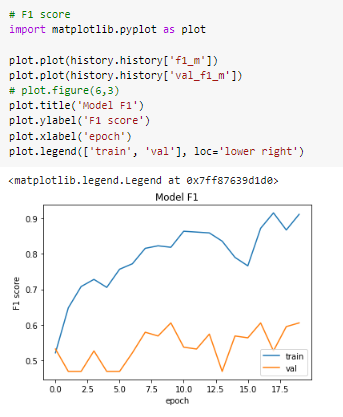 # F1 score
import matplotlib.pyplot as plot
plot.plot(history.history['f1_m'])
plot.plot(history.history['val_f1_m'])
# plot.figure(6,3)
plot.title('Model F1')
plot.ylabel('F1 score')
plot.xlabel('epoch')
plot.legend(['train', 'val'], loc='lower right')
<matplotlib.legend.Legend at 0x7ff87639d1d0>
Model F1
0.9
0.8
0.7
0.6
0.5
F1 score
train
val
0.0 2.5 5.0 7.5 10.0 12.5 15.0 17.5
epoch